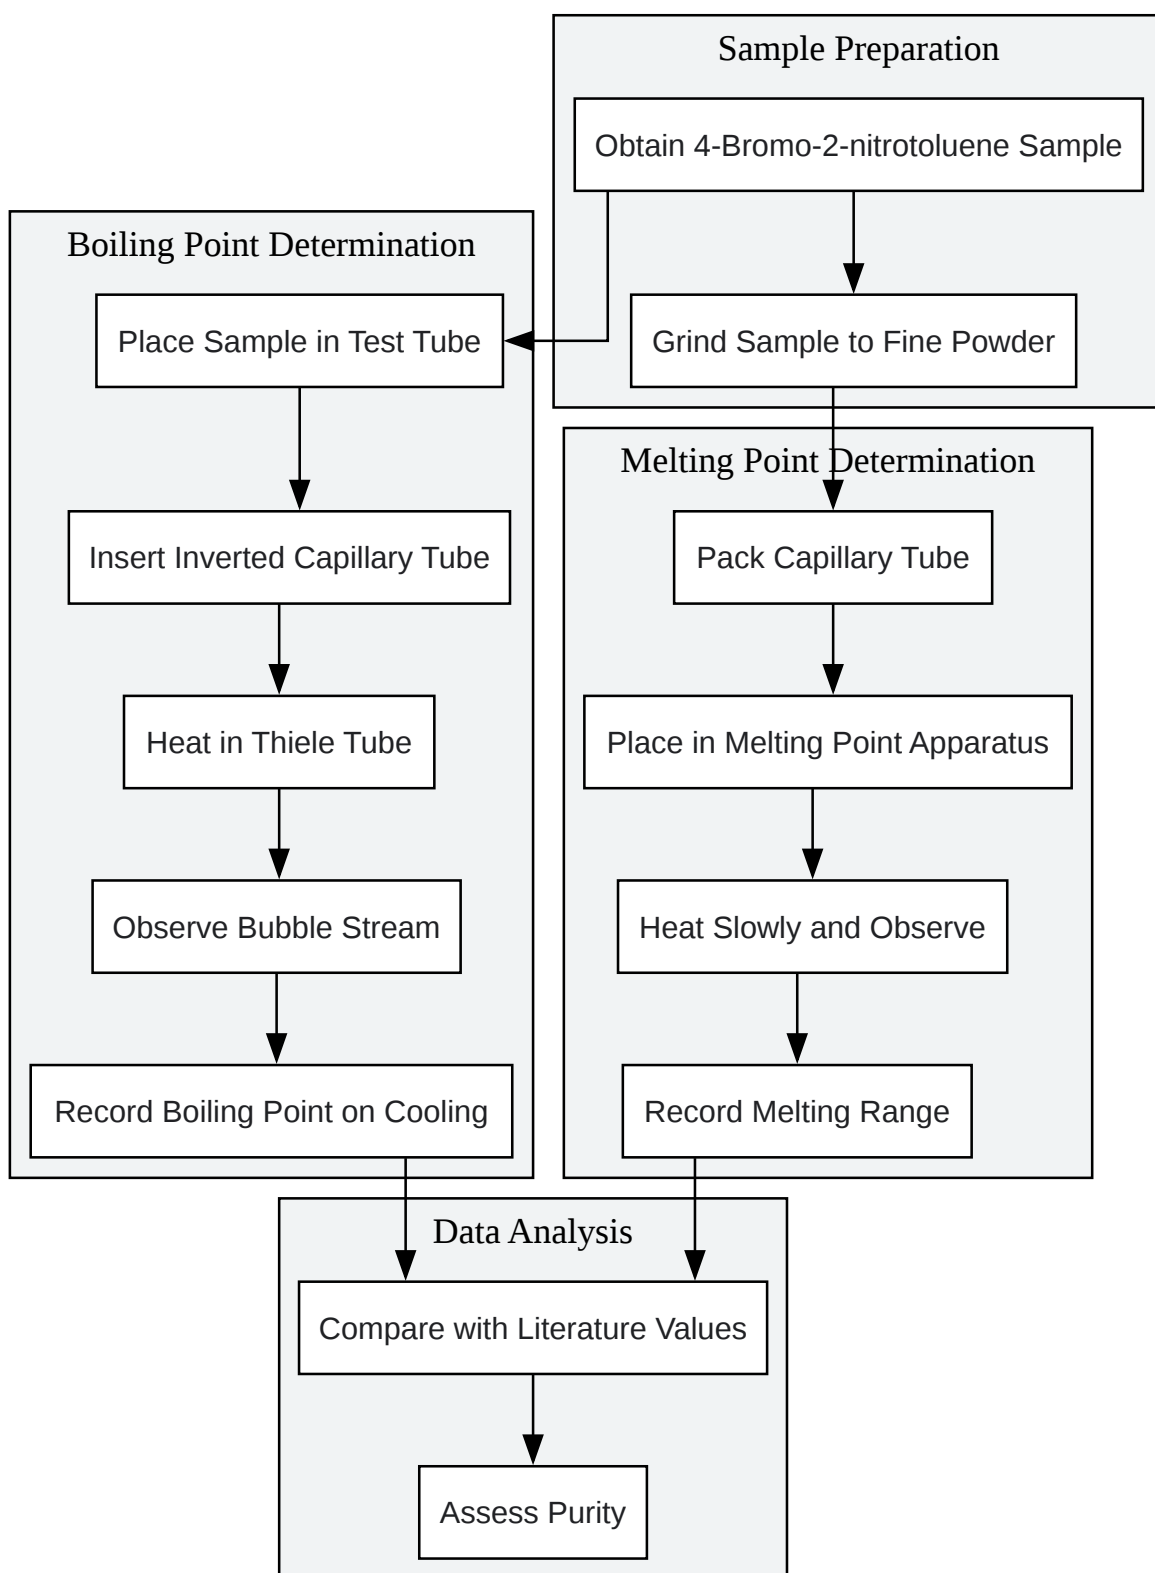 Sample Preparation
Obtain 4-Bromo-2-nitrotoluene Sample
Grind Sample to Fine Powder
Boiling Point Determination
Place Sample in Test Tube
Insert Inverted Capillary Tube
Heat in Thiele Tube
Observe Bubble Stream
Record Boiling Point on Cooling
Melting Point Determination
Pack Capillary Tube
Place in Melting Point Apparatus
Heat Slowly and Observe
Record Melting Range
Data Analysis
Compare with Literature Values
Assess Purity